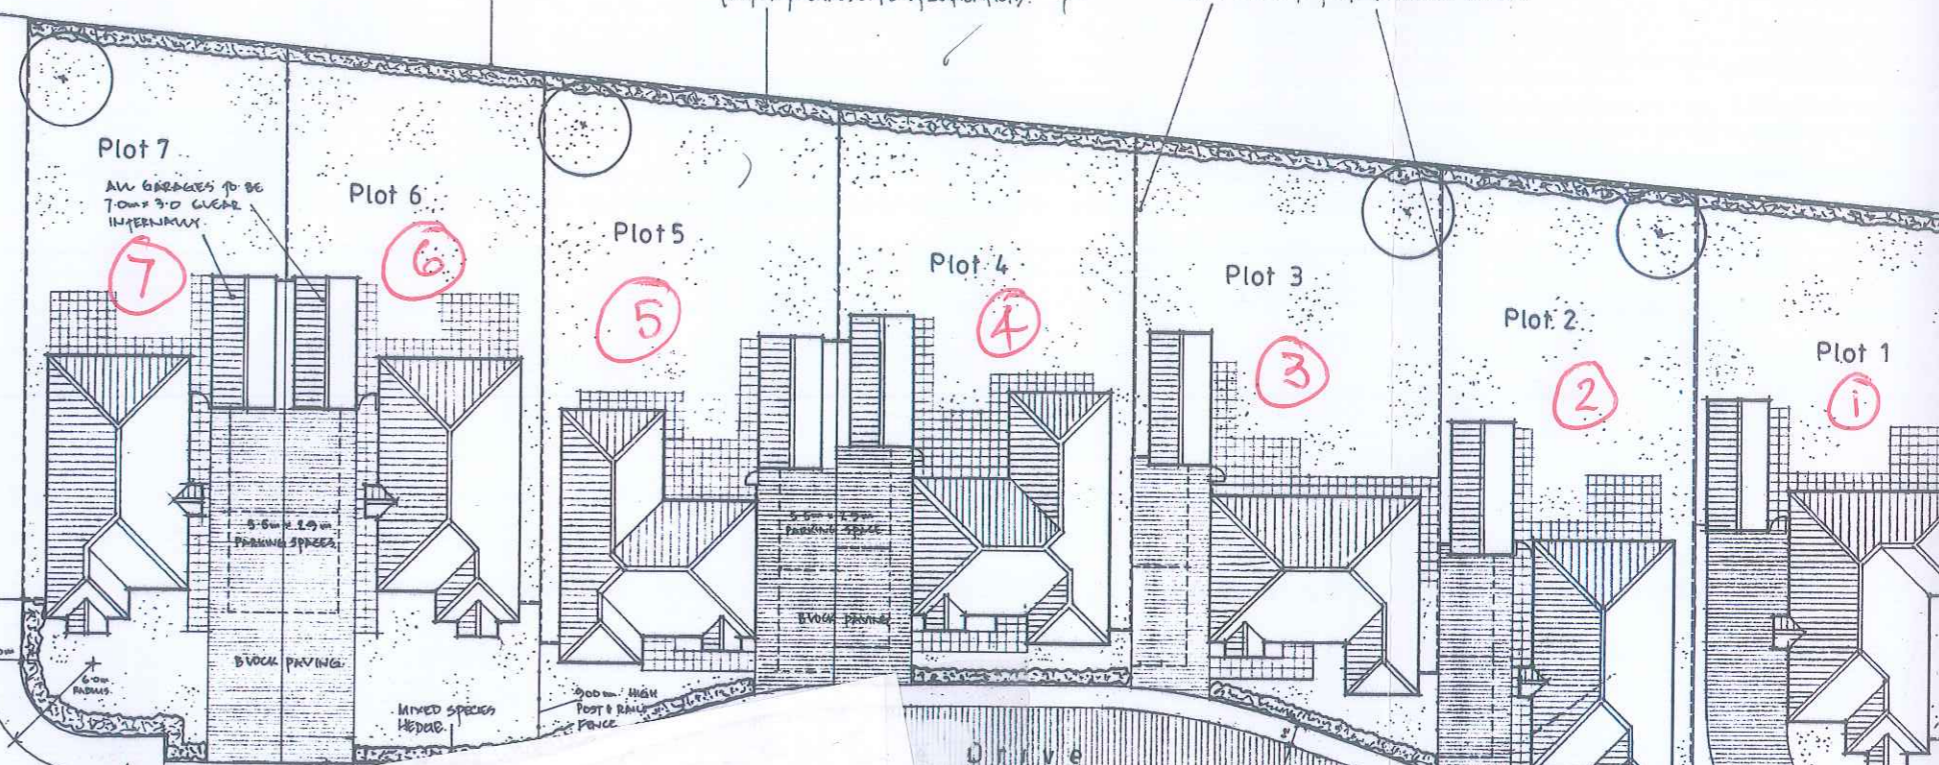 Plot 7
ALL GARAGES TO BE
7.0m x 3.0 CLEAR
INTERNALLY.
7
Plot 6
6
Plot 5
5
Plot 4
4
Plot 3
3
Plot 2
2
Plot 1
1
PARKING SPACES
PARKING SPACE
BLOCK PAVING
BLOCK PAVING
6.0m
RADIUS
MIXED SPECIES
HEDGE
900mm HIGH
POST & RAIL
FENCE
Drive